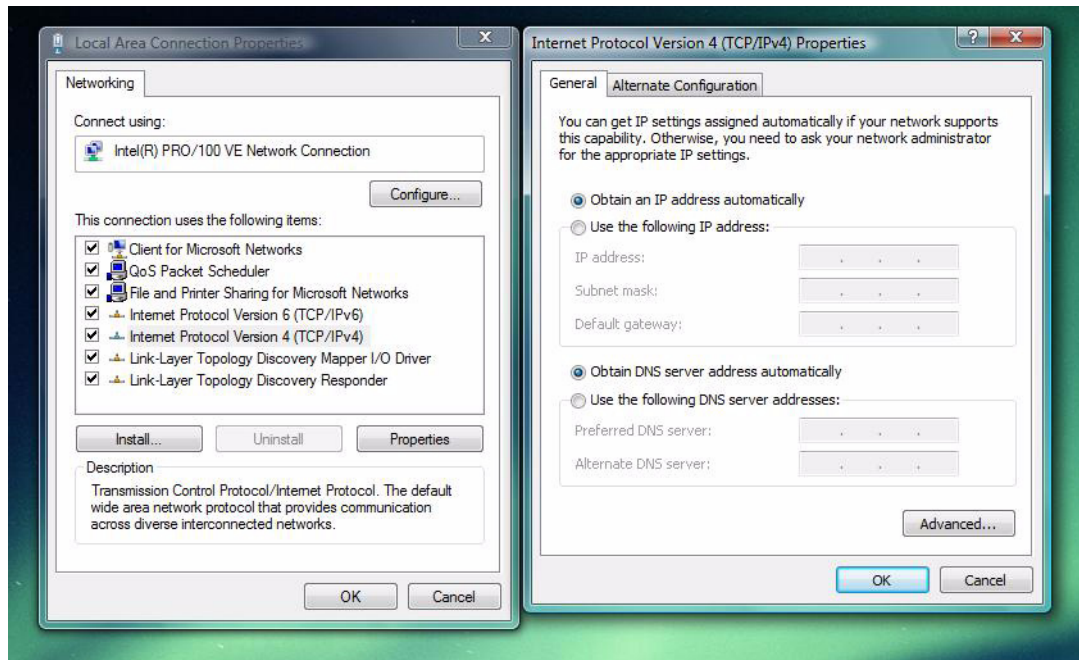 Local Area Connection Properties
Networking
Connect using:
Intel(R) PRO/100 VE Network Connection
Configure...
This connection uses the following items:
Client for Microsoft Networks
QoS Packet Scheduler
File and Printer Sharing for Microsoft Networks
Internet Protocol Version 6 (TCP/IPv6)
Internet Protocol Version 4 (TCP/IPv4)
Link-Layer Topology Discovery Mapper I/O Driver
Link-Layer Topology Discovery Responder
Install...
Uninstall
Properties
Description
Transmission Control Protocol/Internet Protocol. The default
wide area network protocol that provides communication
across diverse interconnected networks.
OK
Cancel
Internet Protocol Version 4 (TCP/IPv4) Properties
General
Alternate Configuration
You can get IP settings assigned automatically if your network supports
this capability. Otherwise, you need to ask your network administrator
for the appropriate IP settings.
Obtain an IP address automatically
Use the following IP address:
IP address:
Subnet mask:
Default gateway:
Obtain DNS server address automatically
Use the following DNS server addresses:
Preferred DNS server:
Alternate DNS server:
Advanced...
OK
Cancel